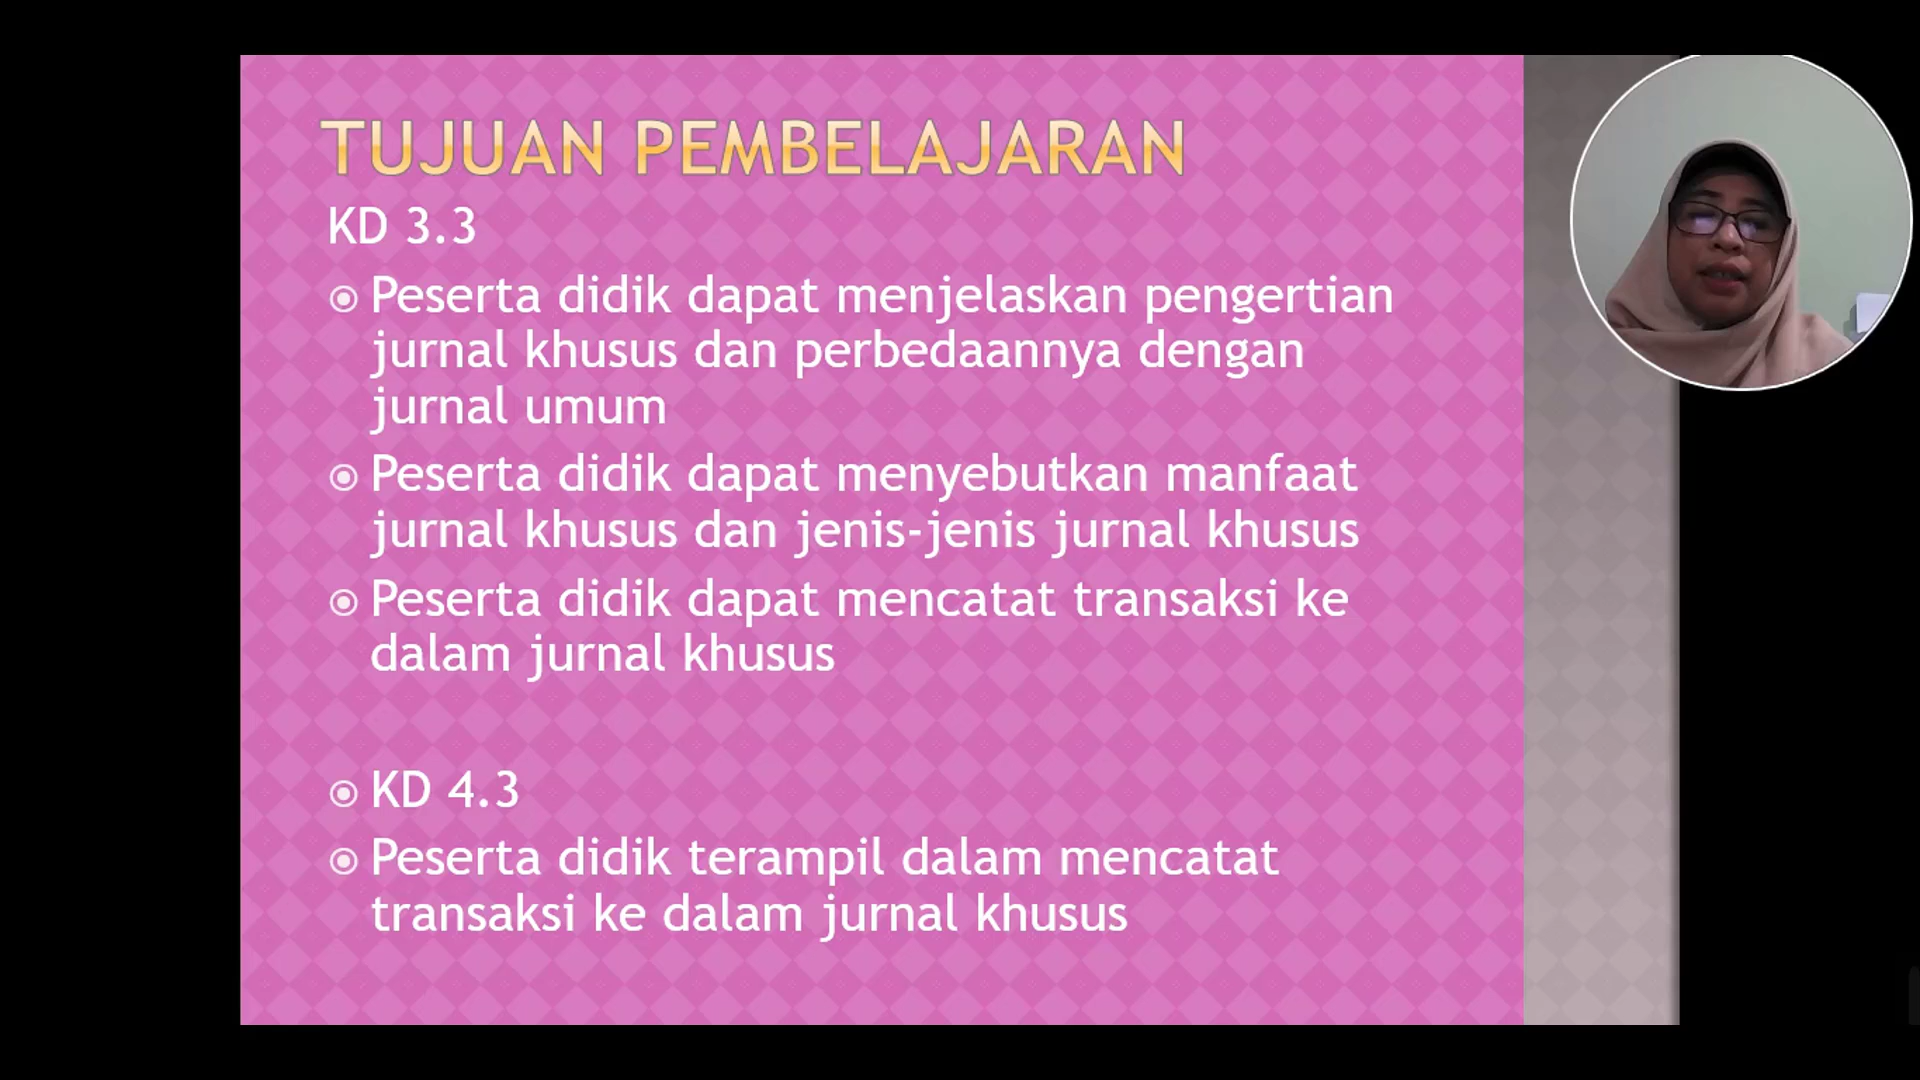 TUJUAN PEMBELAJARAN
KD 3.3
Peserta didik dapat menjelaskan pengertian
jurnal khusus dan perbedaannya dengan
jurnal umum
Peserta didik dapat menyebutkan manfaat
jurnal khusus dan jenis-jenis jurnal khusus
Peserta didik dapat mencatat transaksi ke
dalam jurnal khusus
KD 4.3
Peserta didik terampil dalam mencatat
transaksi ke dalam jurnal khusus